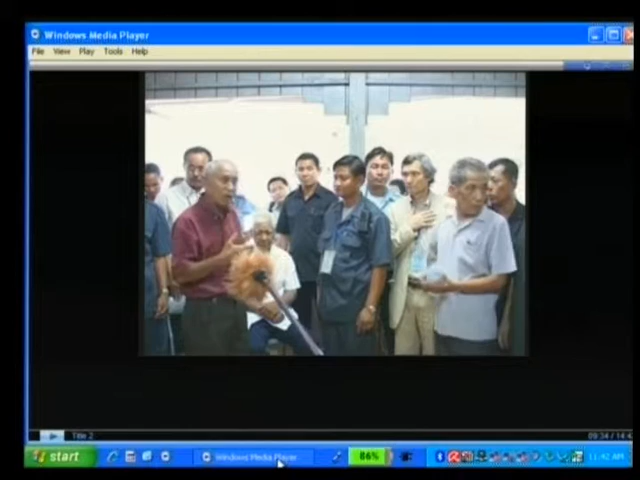 Windows Media Player
File View Play Tools Help
Title 2
09:34 / 14:4
start
Windows Media Player
86%
11:42 AM